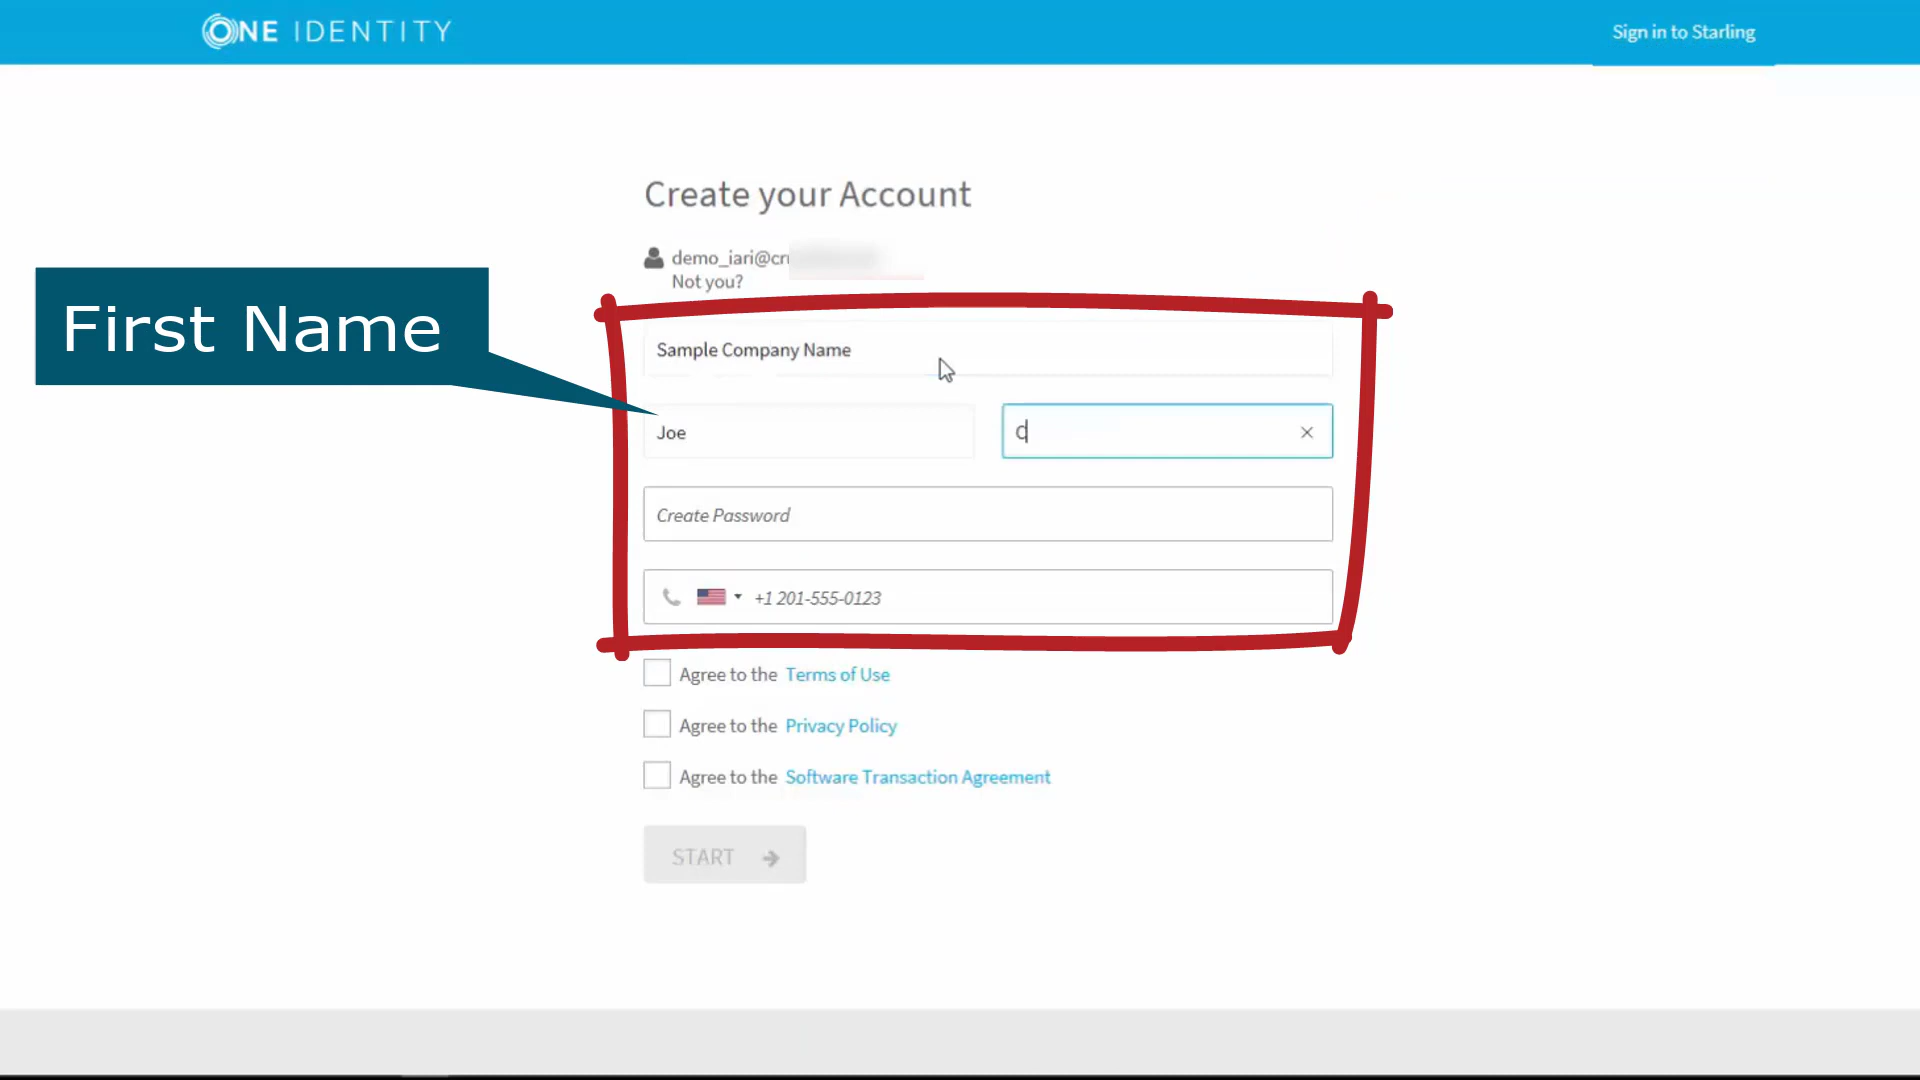 ONE IDENTITY
Sign in to Starling
Create your Account
demo_iari@cr
Not you?
First Name
Sample Company Name
Joe
C
Create Password
+1 201-555-0123
Agree to the Terms of Use
Agree to the Privacy Policy
Agree to the Software Transaction Agreement
START